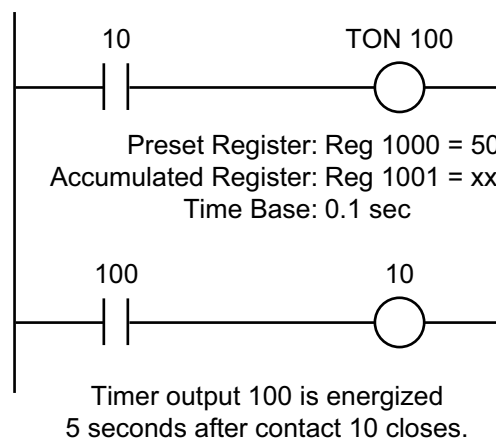 10 TON 100
Preset Register: Reg 1000 = 50
Accumulated Register: Reg 1001 = xx
Time Base: 0.1 sec
100 10
Timer output 100 is energized
5 seconds after contact 10 closes.